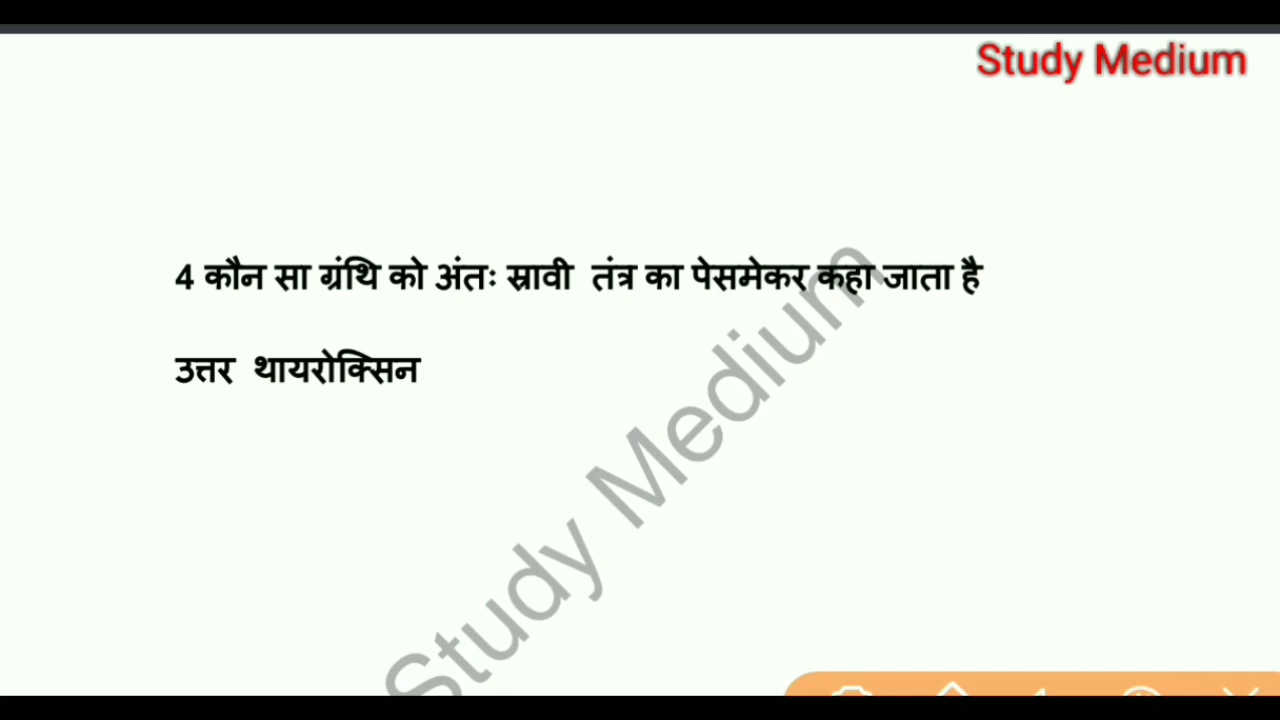 Study Medium
4 कौन सा ग्रंथि को अंतः स्रावी तंत्र का पेसमेकर कहा जाता है
उत्तर थायरोक्सिन
Study Medium